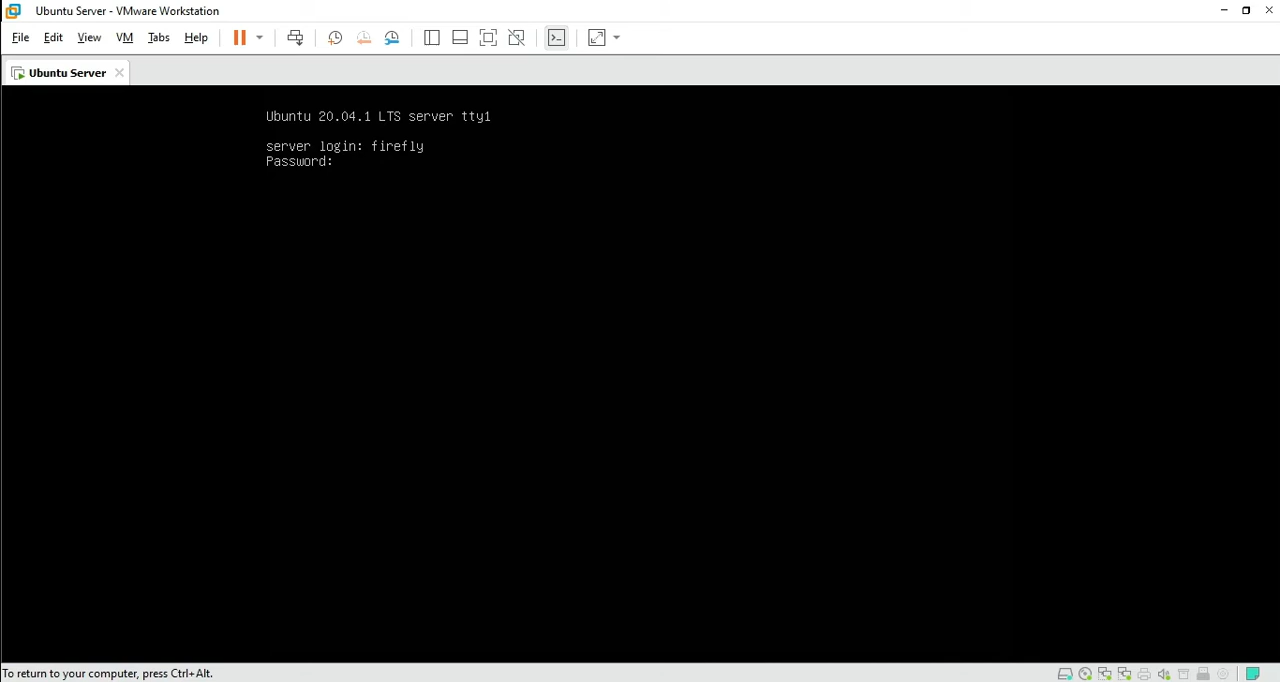 Ubuntu Server - VMware Workstation
File Edit View VM Tabs Help
Ubuntu Server
Ubuntu 20.04.1 LTS server tty1
server login: firefly
Password:
To return to your computer, press Ctrl+Alt.